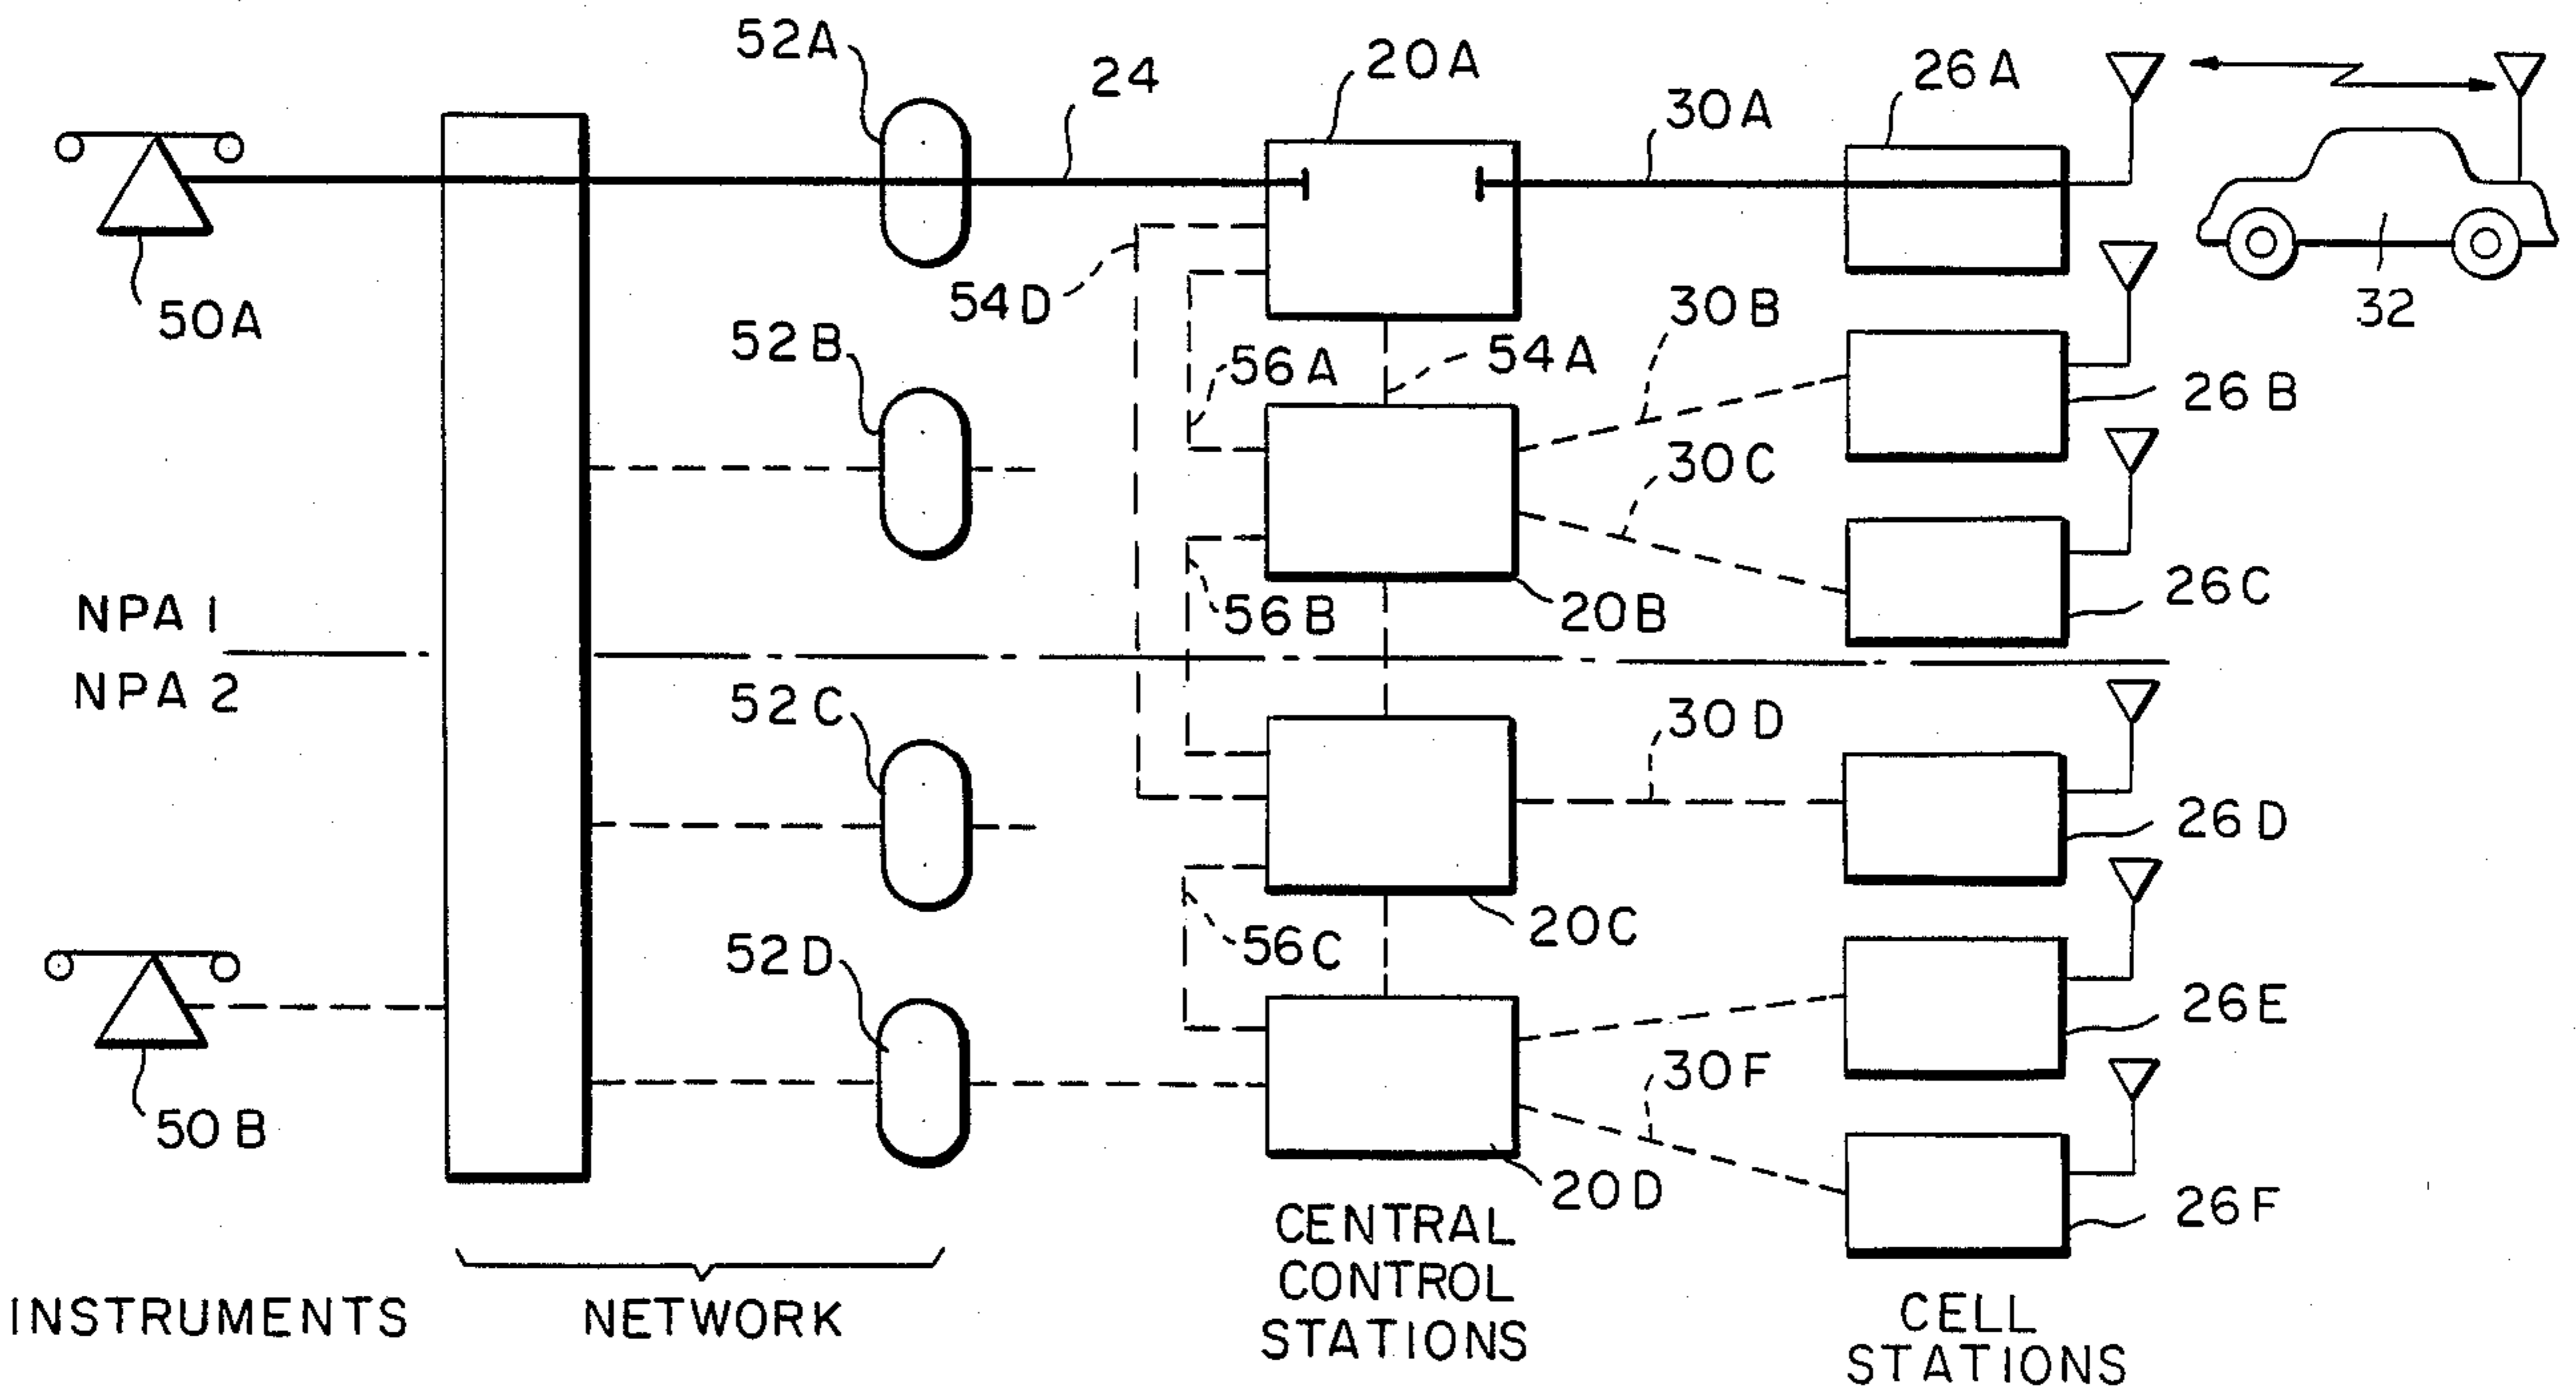 52A
24
20A
30A
26A
50A
54D
32
52B
56A
54A
30B
26B
30C
56B
20B
26C
NPA 1
NPA 2
52C
30D
26D
52D
56C
20C
26E
50B
30F
20D
26F
INSTRUMENTS
NETWORK
CENTRAL
CONTROL
STATIONS
CELL
STATIONS